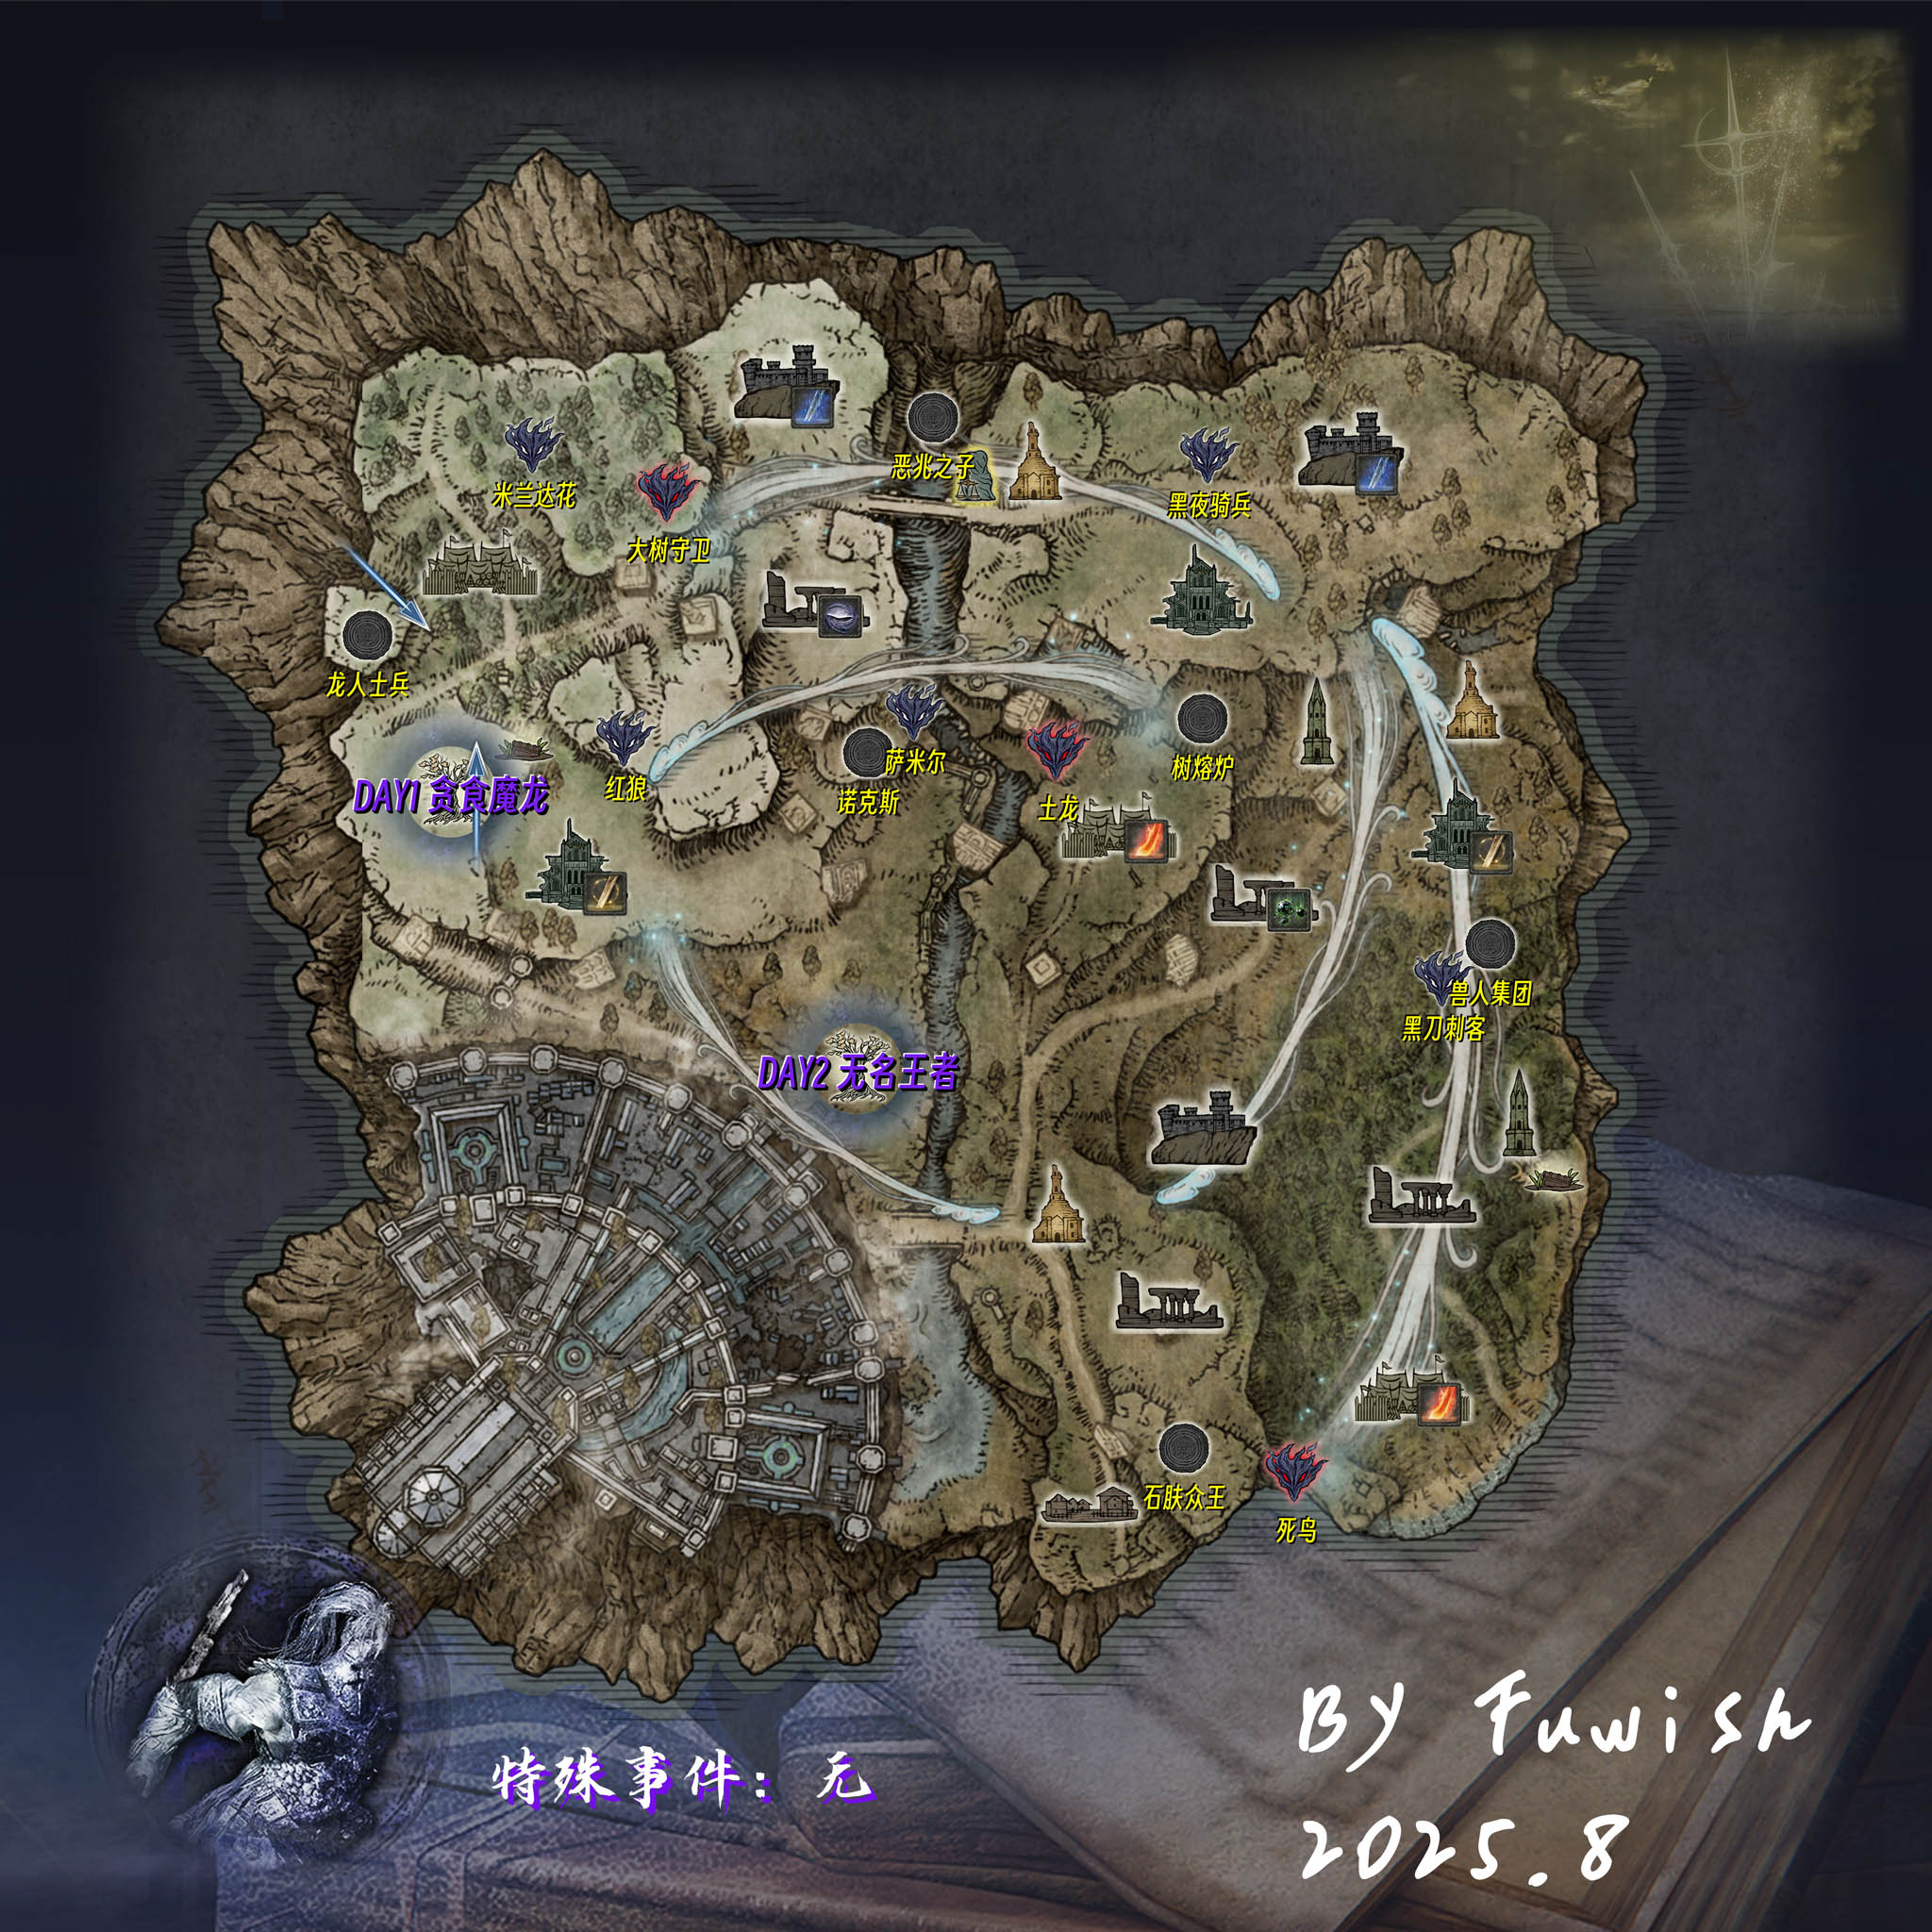 恶兆之子
米兰达花
黑夜骑兵
大树守卫
龙人士兵
萨米尔
树熔炉
红狼
DAY1 贪食魔龙
诺克斯
土龙
兽人集团
黑刀刺客
DAY2 无名王者
石肤众王
死鸟
特殊事件：无
By Fuwish
2025.8